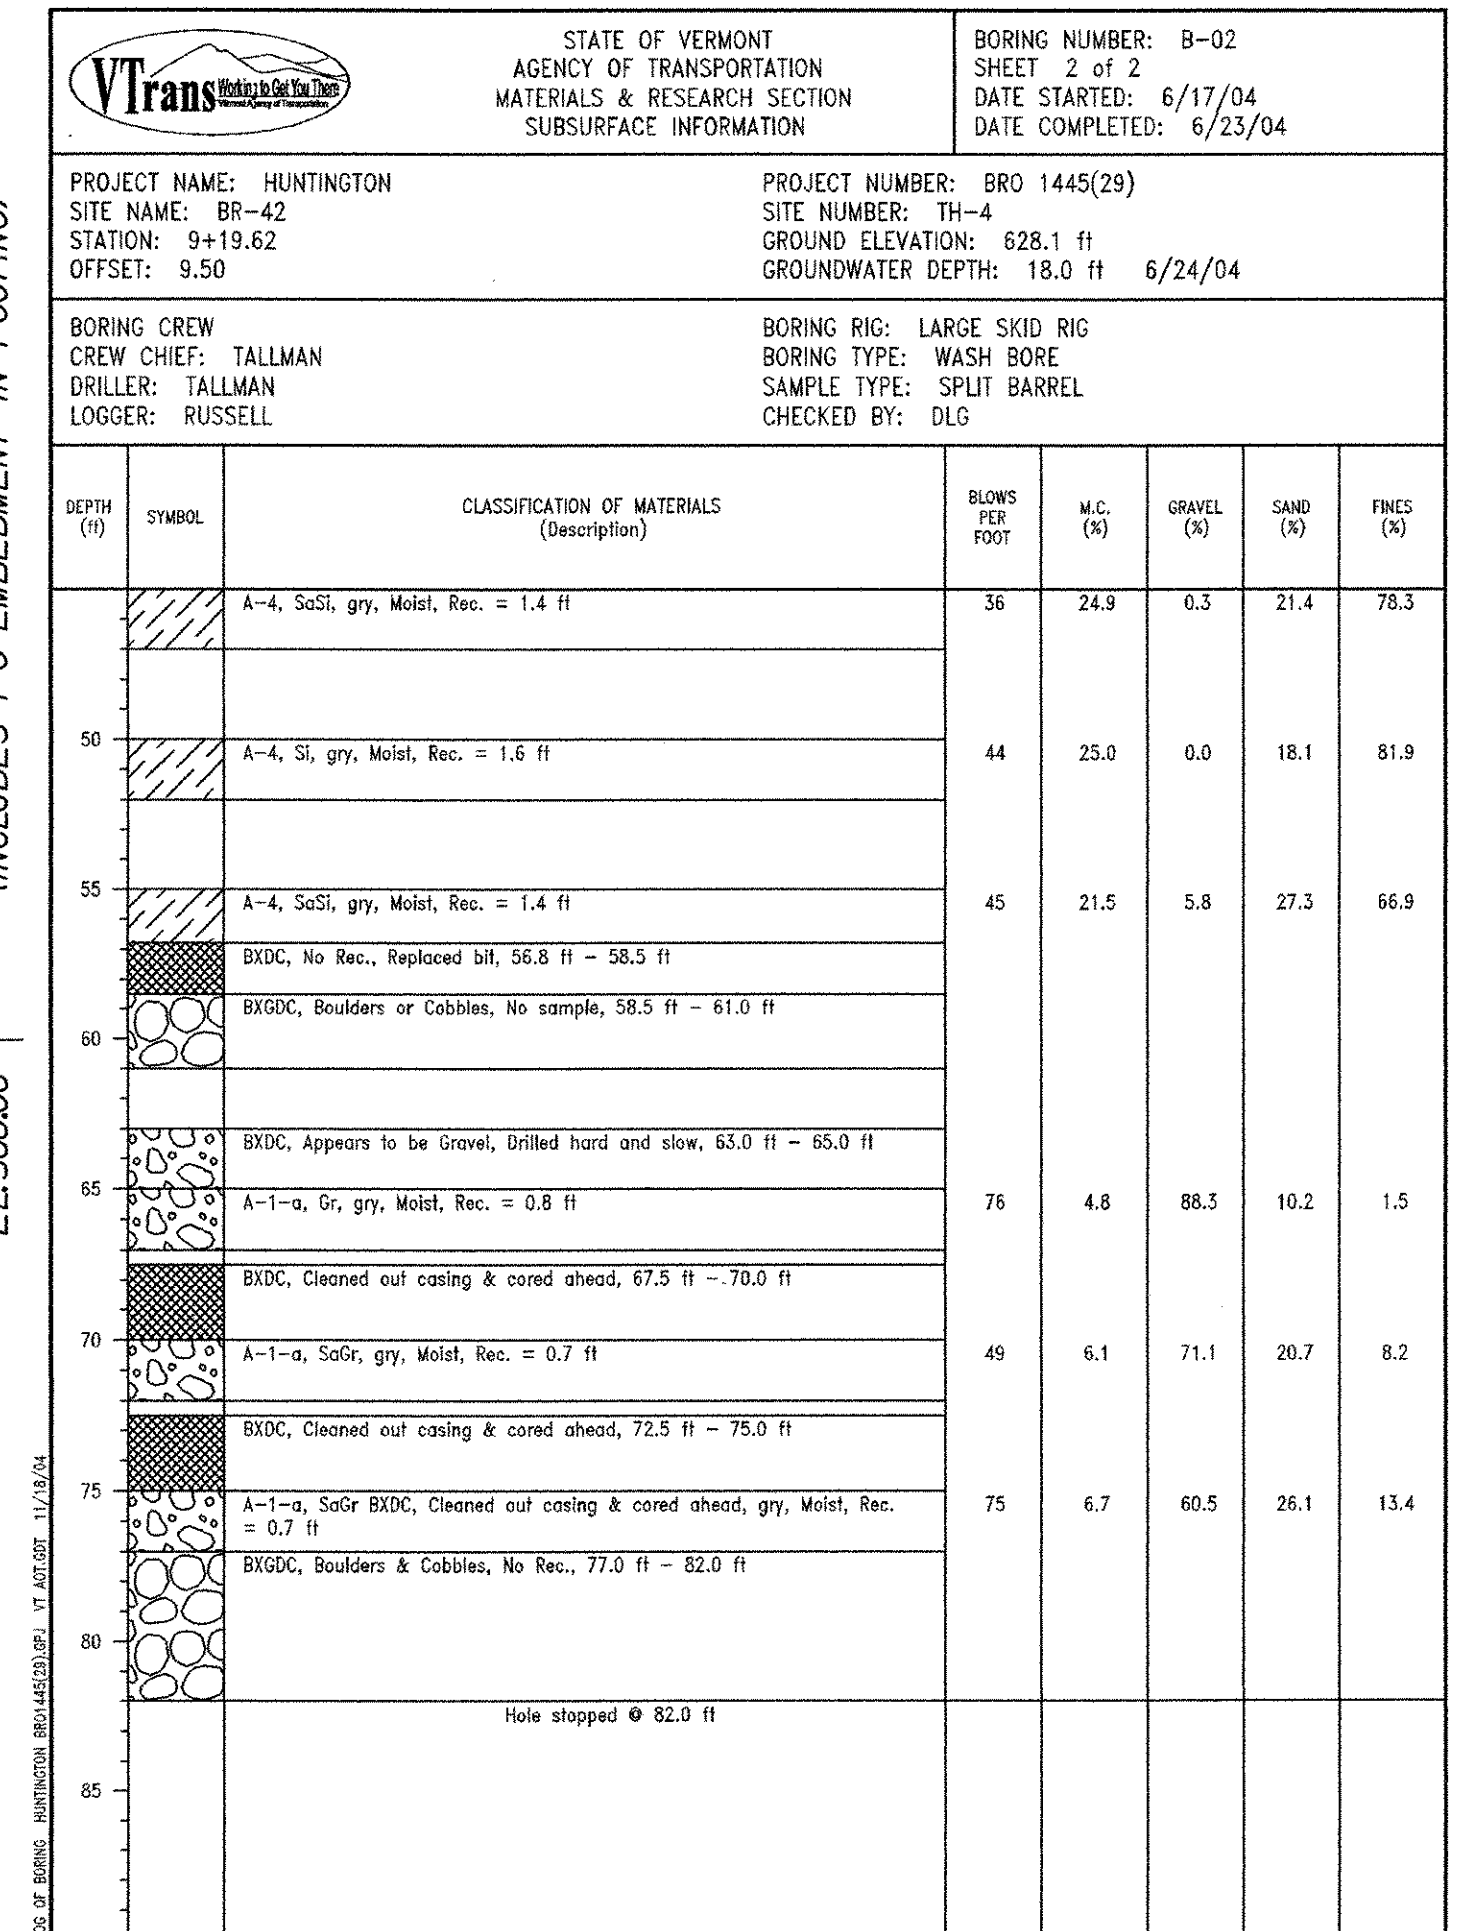 VTrans Working to Get You There
Vermont Agency of Transportation
STATE OF VERMONT
AGENCY OF TRANSPORTATION
MATERIALS & RESEARCH SECTION
SUBSURFACE INFORMATION
BORING NUMBER: B-02
SHEET 2 of 2
DATE STARTED: 6/17/04
DATE COMPLETED: 6/23/04
PROJECT NAME: HUNTINGTON
SITE NAME: BR-42
STATION: 9+19.62
OFFSET: 9.50
PROJECT NUMBER: BRO 1445(29)
SITE NUMBER: TH-4
GROUND ELEVATION: 628.1 ft
GROUNDWATER DEPTH: 18.0 ft 6/24/04
BORING CREW
CREW CHIEF: TALLMAN
DRILLER: TALLMAN
LOGGER: RUSSELL
BORING RIG: LARGE SKID RIG
BORING TYPE: WASH BORE
SAMPLE TYPE: SPLIT BARREL
CHECKED BY: DLG
DEPTH (ft) SYMBOL CLASSIFICATION OF MATERIALS (Description) BLOWS PER FOOT M.C. (%) GRAVEL (%) SAND (%) FINES (%)
A-4, SaSi, gry, Moist, Rec. = 1.4 ft 36 24.9 0.3 21.4 78.3
50 A-4, Si, gry, Moist, Rec. = 1.6 ft 44 25.0 0.0 18.1 81.9
55 A-4, SaSi, gry, Moist, Rec. = 1.4 ft 45 21.5 5.8 27.3 66.9
BXDC, No Rec., Replaced bit, 56.8 ft - 58.5 ft
BXGDC, Boulders or Cobbles, No sample, 58.5 ft - 61.0 ft
60
BXDC, Appears to be Gravel, Drilled hard and slow, 63.0 ft - 65.0 ft
65 A-1-a, Gr, gry, Moist, Rec. = 0.8 ft 76 4.8 88.3 10.2 1.5
BXDC, Cleaned out casing & cored ahead, 67.5 ft - 70.0 ft
70 A-1-a, SaGr, gry, Moist, Rec. = 0.7 ft 49 6.1 71.1 20.7 8.2
BXDC, Cleaned out casing & cored ahead, 72.5 ft - 75.0 ft
75 A-1-a, SaGr BXDC, Cleaned out casing & cored ahead, gry, Moist, Rec. 75 6.7 60.5 26.1 13.4
= 0.7 ft
BXGDC, Boulders & Cobbles, No Rec., 77.0 ft - 82.0 ft
80
Hole stopped @ 82.0 ft
85
OF BORING HUNTINGTON BRO1445(29).GPJ VT AOT.GDT 11/18/04